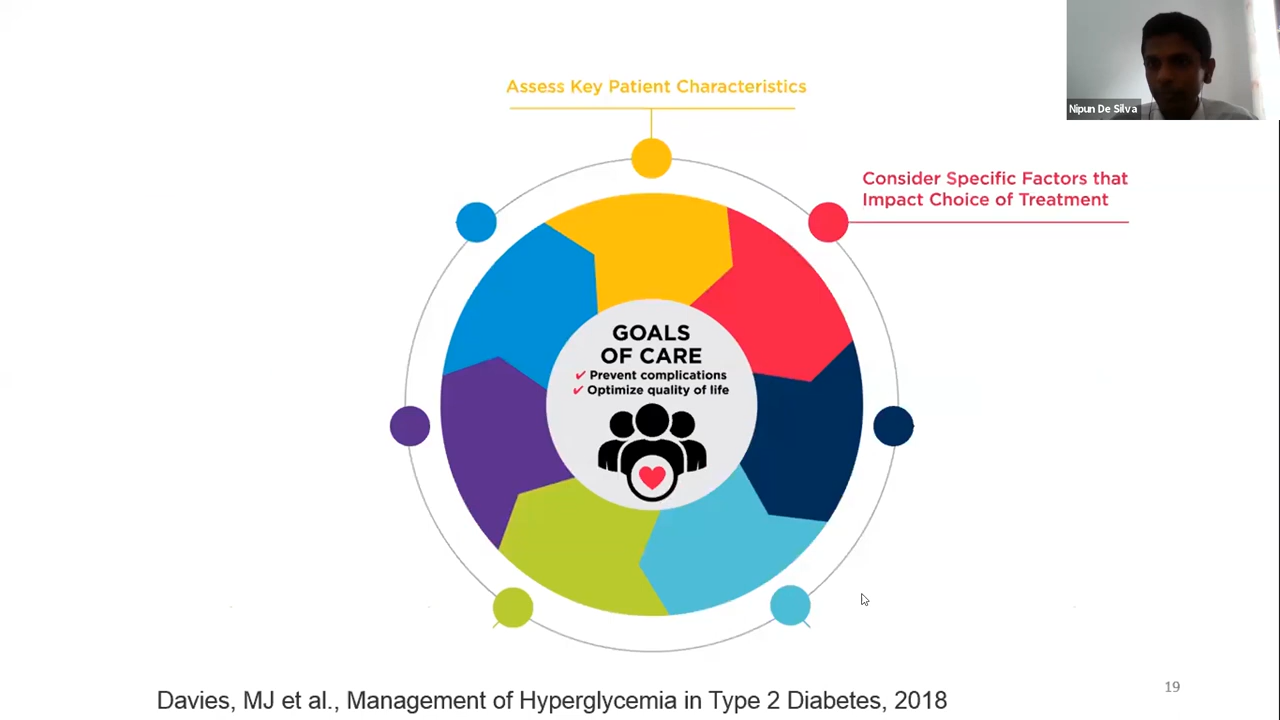 Nipun De Silva
Assess Key Patient Characteristics
Consider Specific Factors that
Impact Choice of Treatment
GOALS
OF CARE
✓ Prevent complications
✓ Optimize quality of life
19
Davies, MJ et al., Management of Hyperglycemia in Type 2 Diabetes, 2018